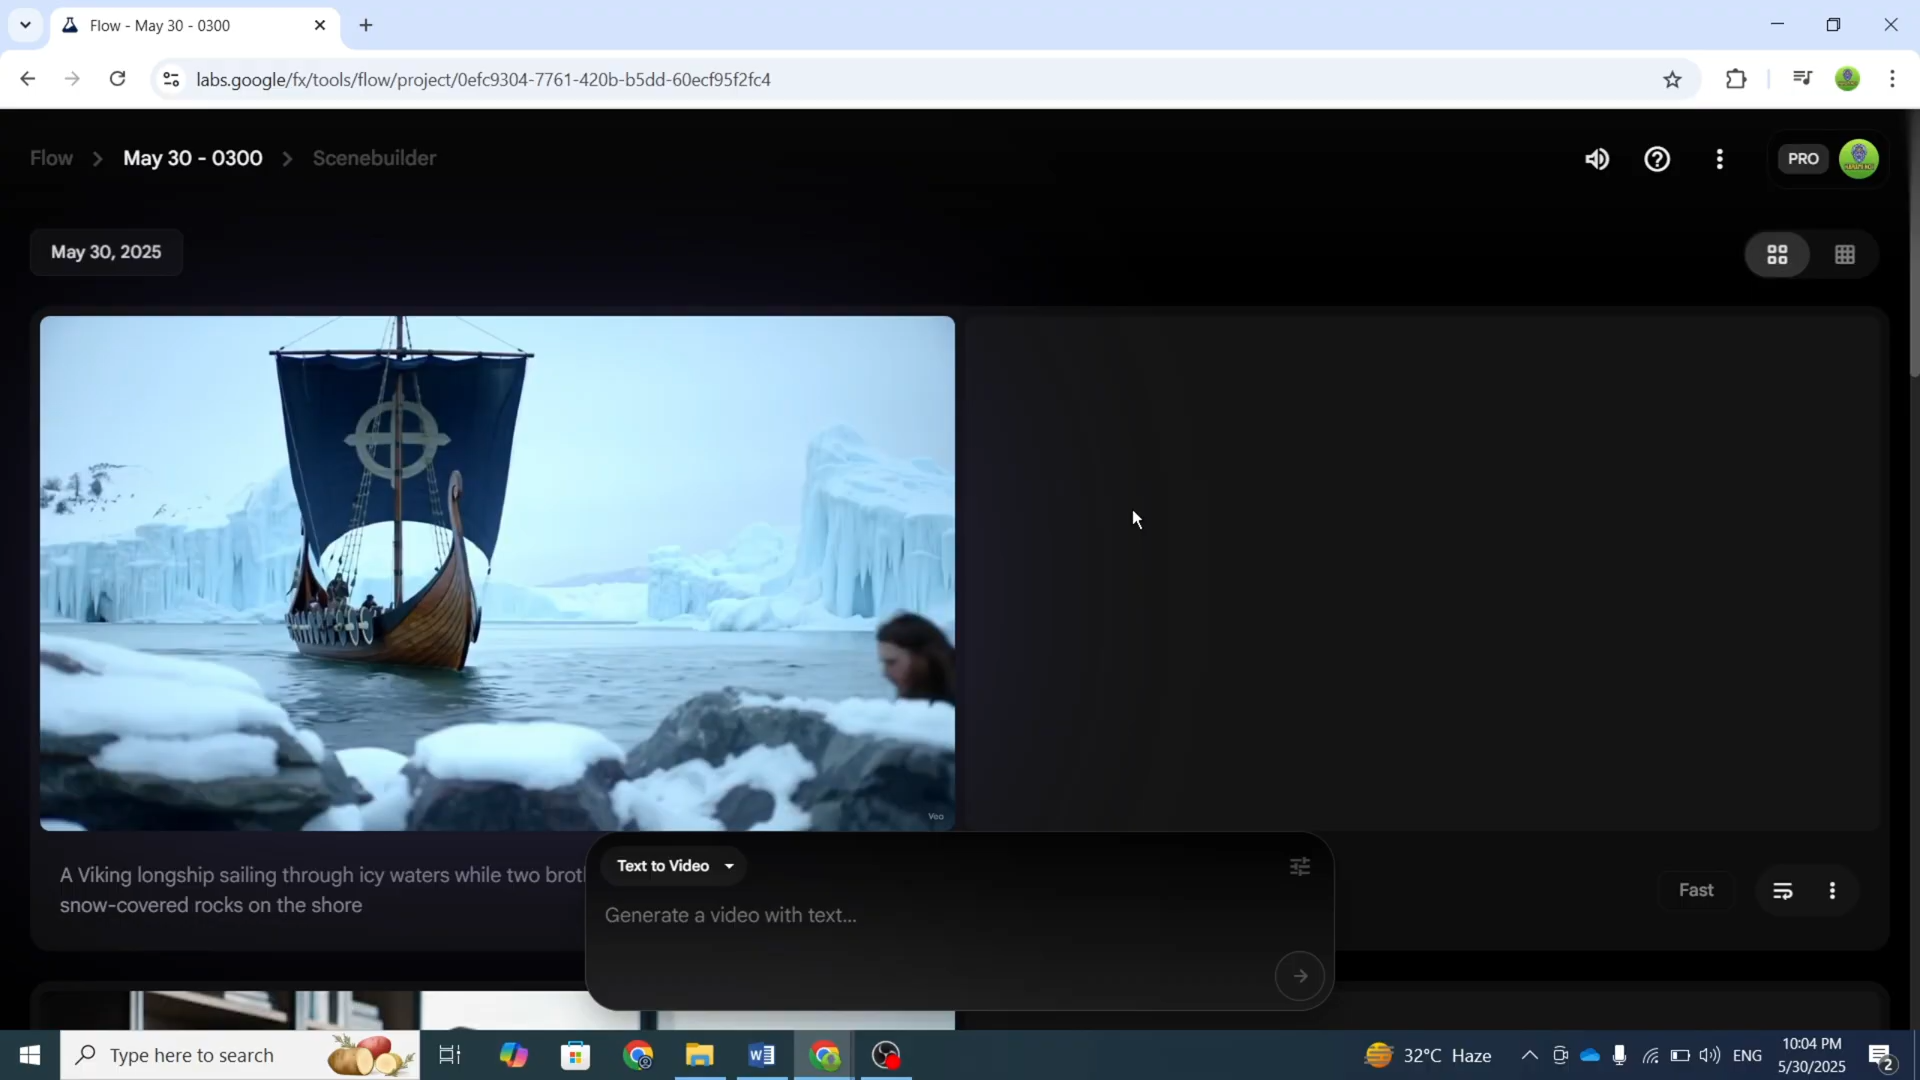 Flow - May 30 - 0300
labs.google/fx/tools/flow/project/0efc9304-7761-420b-b5dd-60ecf95f2fc4
Flow > May 30 - 0300 > Scenebuilder
PRO
May 30, 2025
Veo
A Viking longship sailing through icy waters while two brot
snow-covered rocks on the shore
Fast
Text to Video
Generate a video with text...
Type here to search
32°C Haze
ENG
10:04 PM
5/30/2025
2